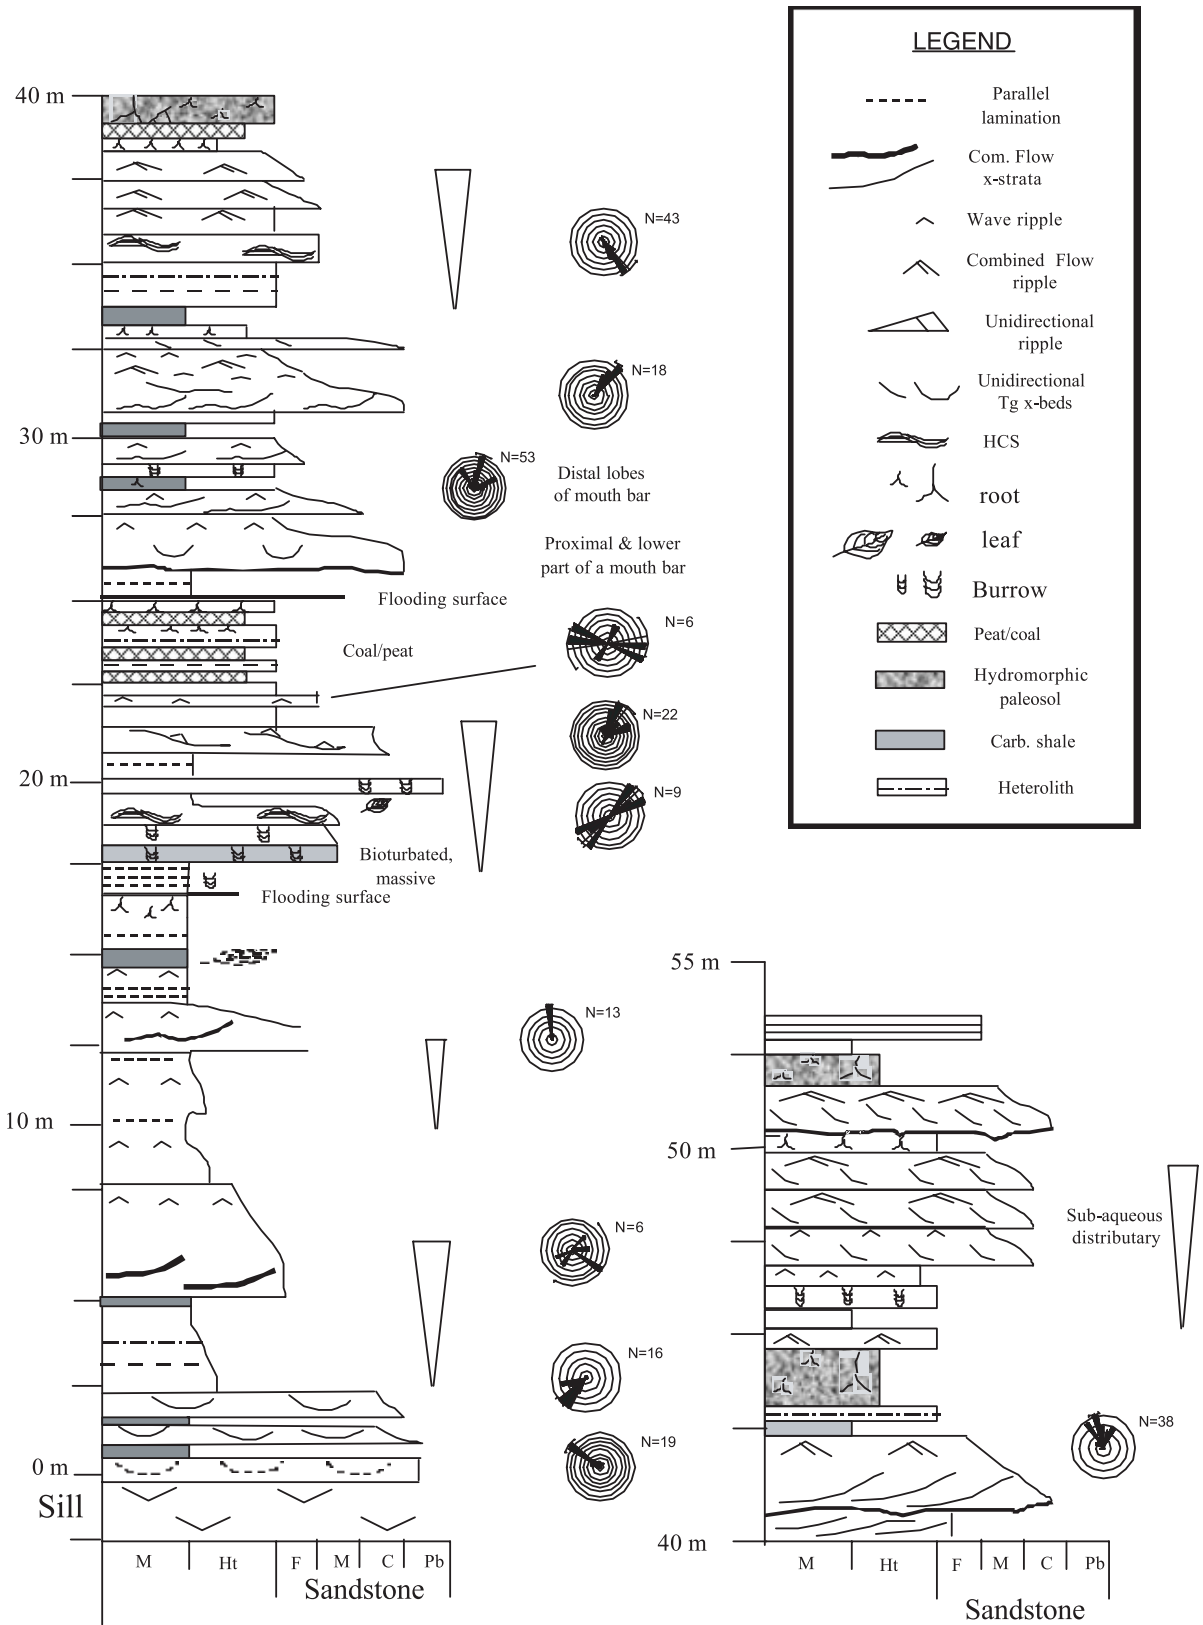 LEGEND
Parallel
lamination
Com. Flow
x-strata
Wave ripple
Combined Flow
ripple
Unidirectional
ripple
Unidirectional
Tg x-beds
HCS
root
leaf
Burrow
Peat/coal
Hydromorphic
paleosol
Carb. shale
Heterolith
40 m
N=43
N=18
30 m
N=53
Distal lobes
of mouth bar
Proximal & lower
part of a mouth bar
Flooding surface
N=6
Coal/peat
N=22
20 m
N=9
Bioturbated,
massive
Flooding surface
N=13
10 m
N=6
N=16
N=19
0 m
Sill
M Ht F M C Pb
Sandstone
55 m
50 m
Sub-aqueous
distributary
N=38
40 m
M Ht F M C Pb
Sandstone